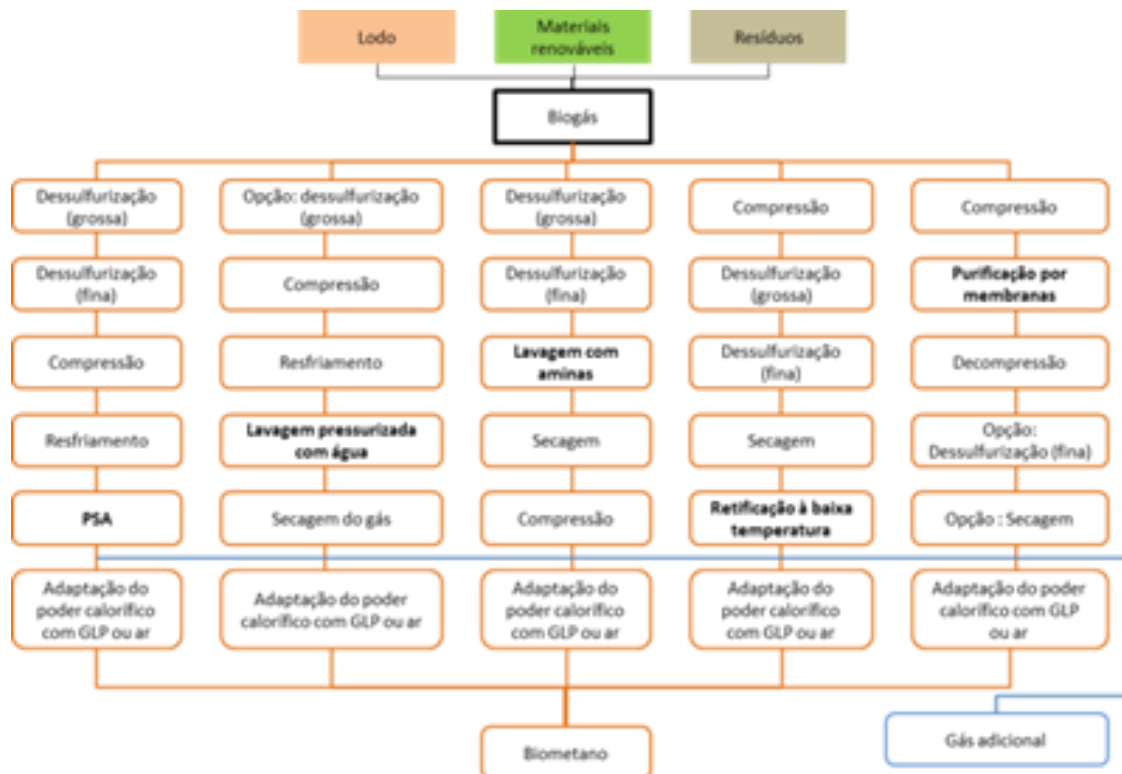 Lodo
Materiais
renováveis
Resíduos
Biogás
Dessulfurização
(grossa)
Opção: dessulfurização
(grossa)
Dessulfurização
(grossa)
Compressão
Compressão
Dessulfurização
(fina)
Compressão
Dessulfurização
(fina)
Dessulfurização
(grossa)
Purificação por
membranas
Compressão
Resfriamento
Lavagem com
aminas
Dessulfurização
(fina)
Decompressão
Resfriamento
Lavagem pressurizada
com água
Secagem
Secagem
Opção:
Dessulfurização (fina)
PSA
Secagem do gás
Compressão
Retificação à baixa
temperatura
Opção : Secagem
Adaptação do
poder calorífico
com GLP ou ar
Adaptação do poder
calorífico com GLP ou ar
Adaptação do
poder calorífico
com GLP ou ar
Adaptação do
poder calorífico
com GLP ou ar
Adaptação do poder
calorífico com GLP
ou ar
Biometano
Gás adicional